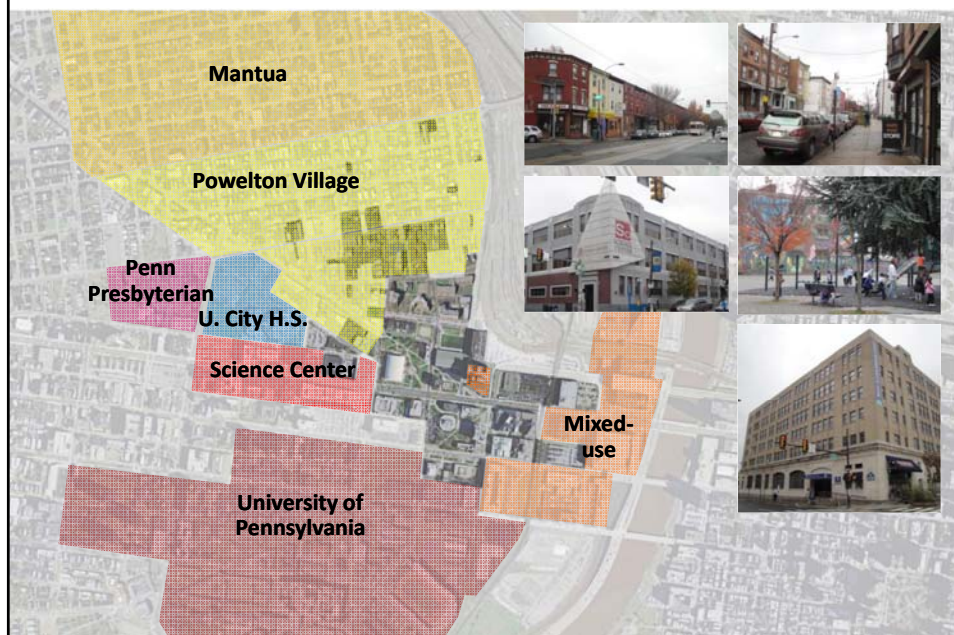 Mantua
Powelton Village
Penn
Presbyterian
U. City H.S.
Science Center
Mixed-
use
University of
Pennsylvania